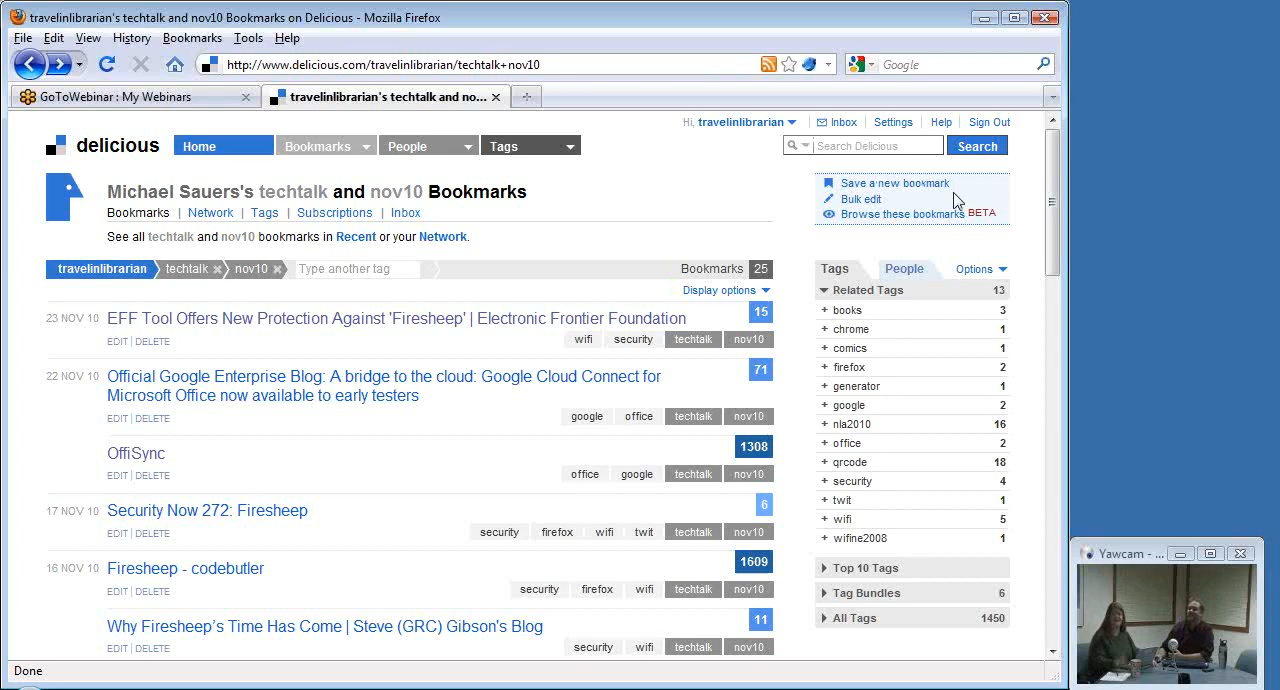 travelinlibrarian's techtalk and nov10 Bookmarks on Delicious - Mozilla Firefox
File Edit View History Bookmarks Tools Help
http://www.delicious.com/travelinlibrarian/techtalk+nov10
Google
GoToWebinar : My Webinars
travelinlibrarian's techtalk and no...
Hi, travelinlibrarian Inbox Settings Help Sign Out
delicious Home Bookmarks People Tags Search Delicious Search
Michael Sauers's techtalk and nov10 Bookmarks
Bookmarks | Network | Tags | Subscriptions | Inbox
See all techtalk and nov10 bookmarks in Recent or your Network.
Save a new bookmark
Bulk edit
Browse these bookmarks BETA
travelinlibrarian techtalk nov10 Type another tag Bookmarks 25
Display options
23 NOV 10 EFF Tool Offers New Protection Against 'Firesheep' | Electronic Frontier Foundation 15
EDIT | DELETE wifi security techtalk nov10
22 NOV 10 Official Google Enterprise Blog: A bridge to the cloud: Google Cloud Connect for 71
Microsoft Office now available to early testers
EDIT | DELETE google office techtalk nov10
OffiSync 1308
EDIT | DELETE office google techtalk nov10
17 NOV 10 Security Now 272: Firesheep 6
EDIT | DELETE security firefox wifi twit techtalk nov10
16 NOV 10 Firesheep - codebutler 1609
EDIT | DELETE security firefox wifi techtalk nov10
Why Firesheep's Time Has Come | Steve (GRC) Gibson's Blog 11
EDIT | DELETE security wifi techtalk nov10
Tags People Options
Related Tags 13
+ books 3
+ chrome 1
+ comics 1
+ firefox 2
+ generator 1
+ google 2
+ nla2010 16
+ office 2
+ qrcode 18
+ security 4
+ twit 1
+ wifi 5
+ wifine2008 1
Top 10 Tags
Tag Bundles 6
All Tags 1450
Yawcam - ...
Done